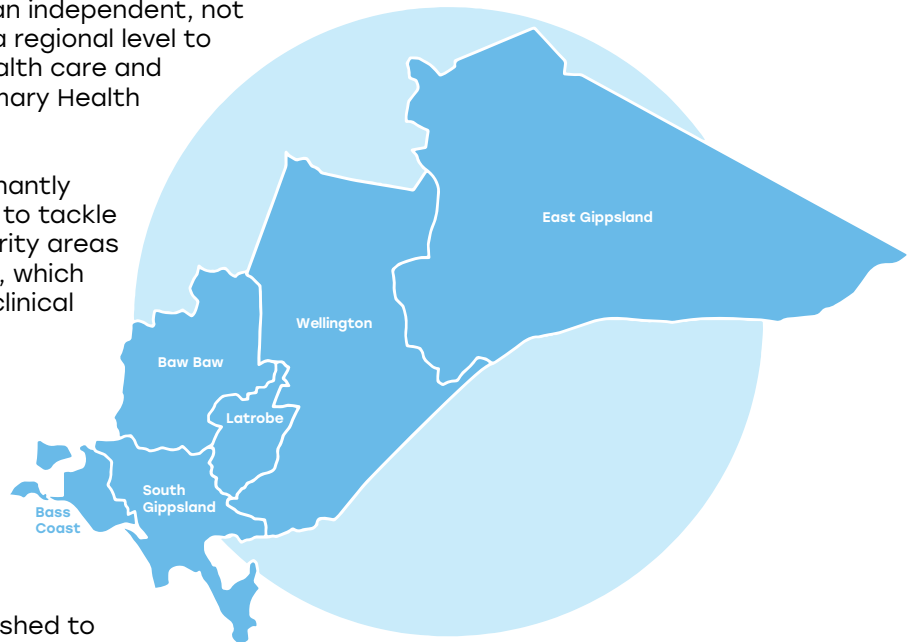 an independent, not
a regional level to
alth care and
mary Health
nantly
to tackle
rity areas
, which
clinical
shed to
East Gippsland
Wellington
Baw Baw
Latrobe
South
Gippsland
Bass
Coast